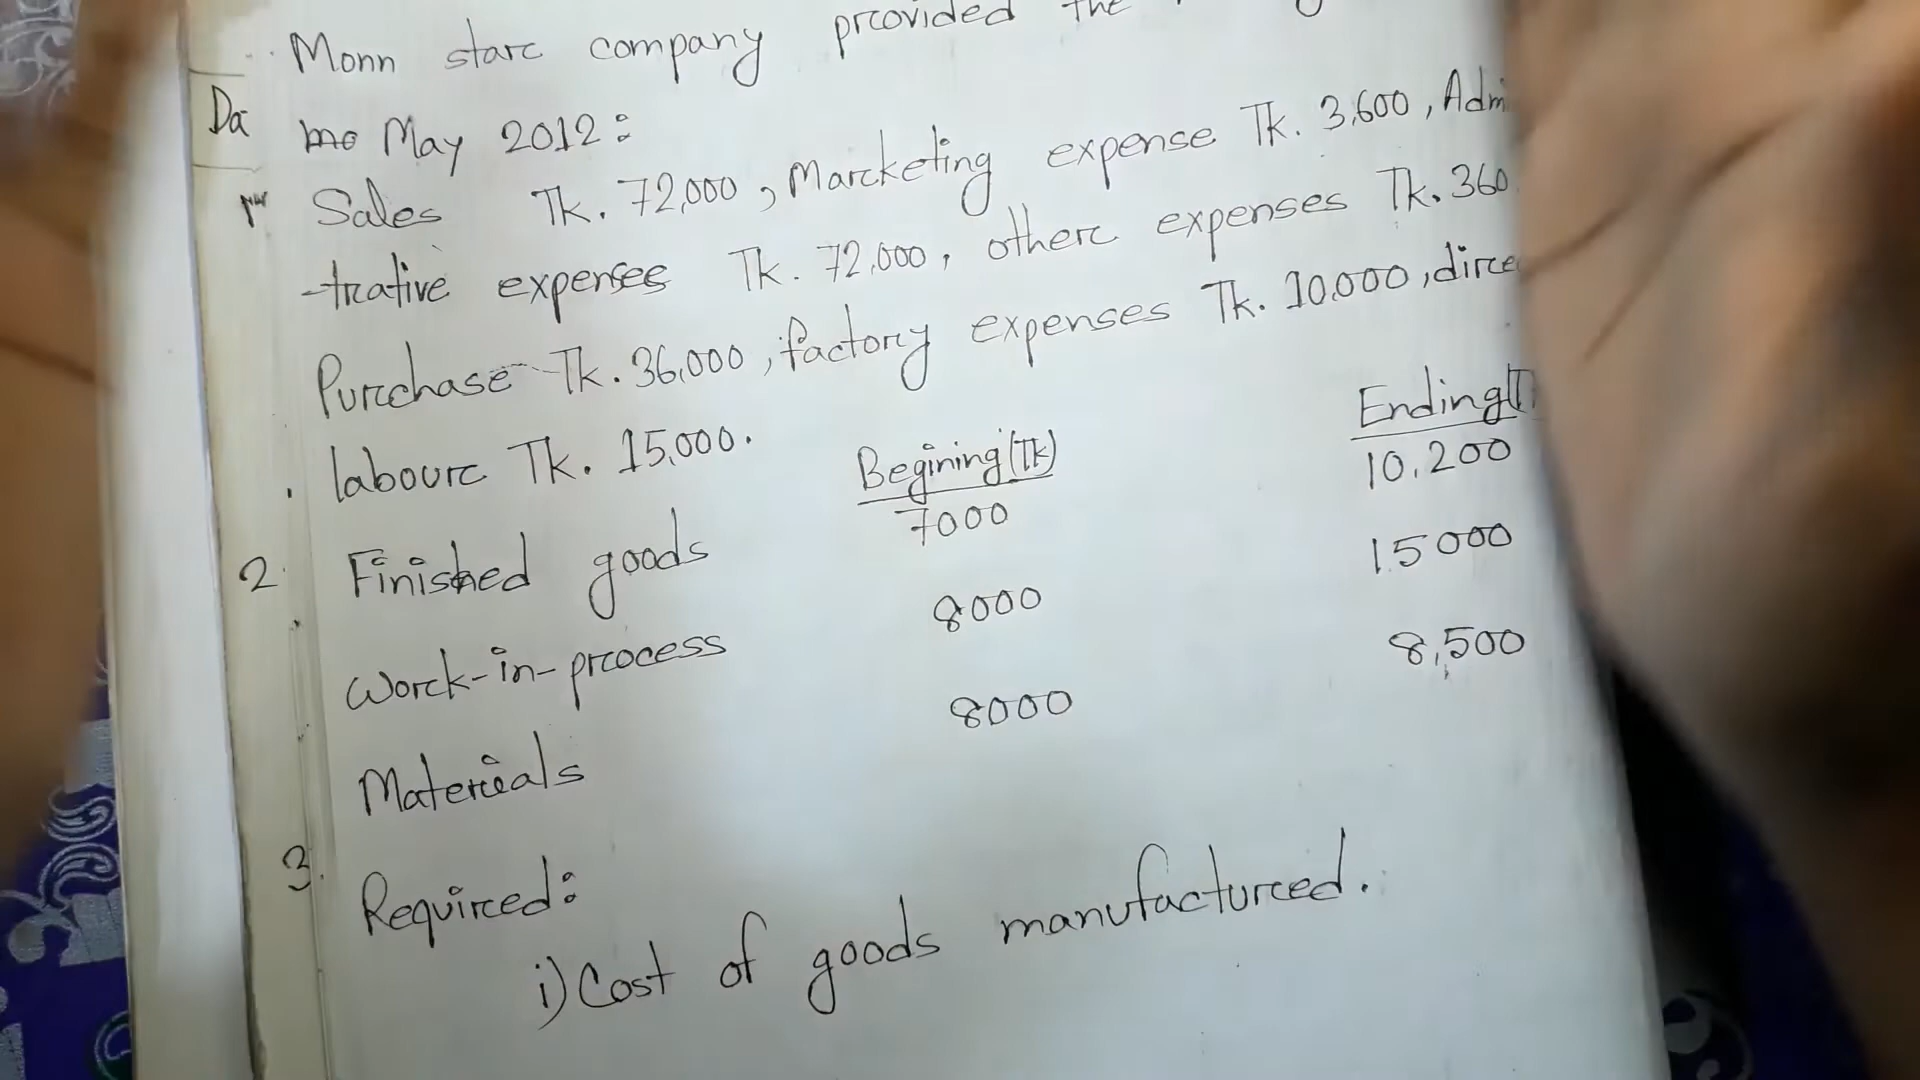 Monn star company provided the
Da
mo May 2012:
Sales Tk. 72,000, Marketing expense Tk. 3,600, Adm
-trative expenses Tk. 72,000, other expenses Tk. 360
Purchase Tk. 36,000, factory expenses Tk. 10,000, direc
labour Tk. 15,000.
Begining (Tk) Ending (T
2. Finished goods 7000 10,200
Work-in-process 8000 15000
Materials 8000 8,500
3.
Required:
i) Cost of goods manufactured.